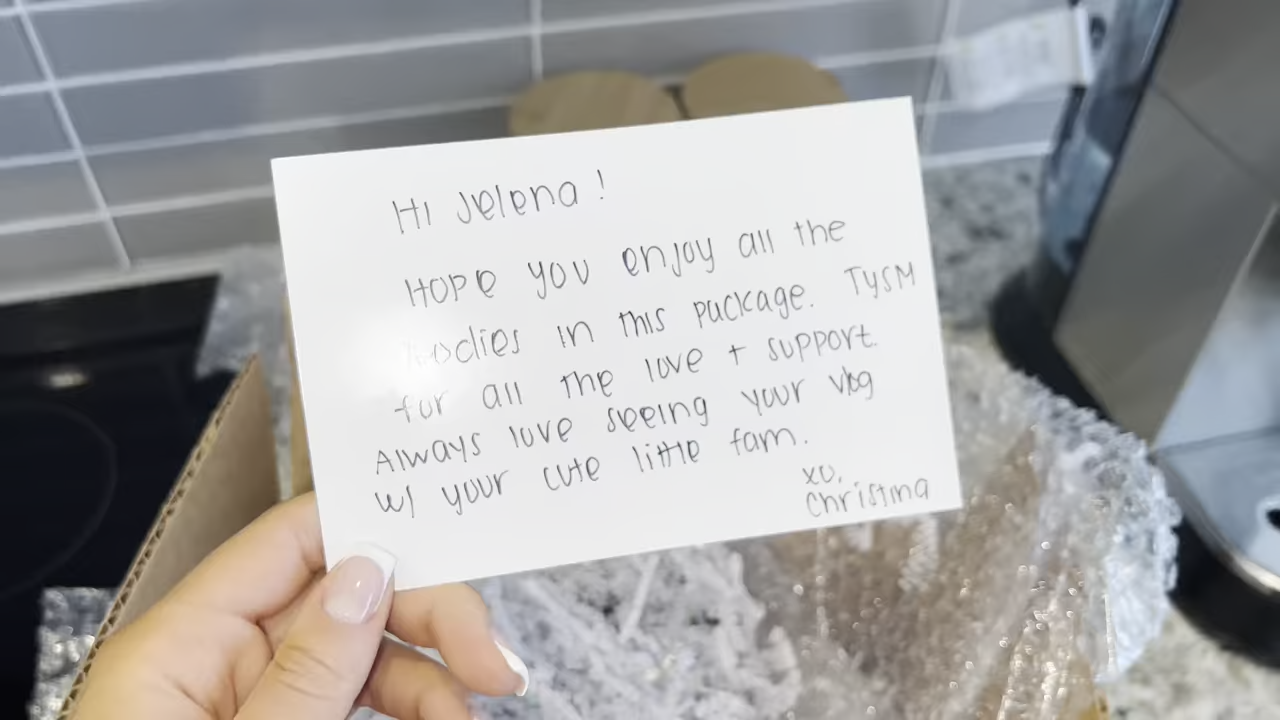 Hi Jelena!
Hope you enjoy all the
goodies in this package. TYSM
for all the love + support.
Always love seeing your vlog
w/ your cute little fam.
xo,
Christina